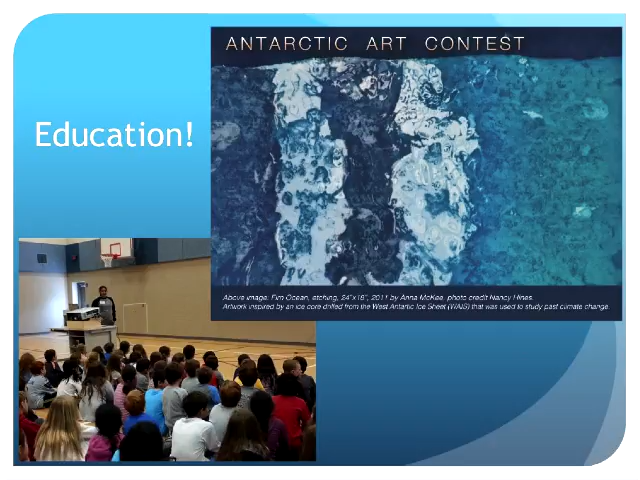 ANTARCTIC ART CONTEST
Education!
Above image: Firn Ocean, etching, 24"x18", 2011 by Anna McKee, photo credit Nancy Hines.
Artwork inspired by an ice core drilled from the West Antarctic Ice Sheet (WAIS) that was used to study past climate change.